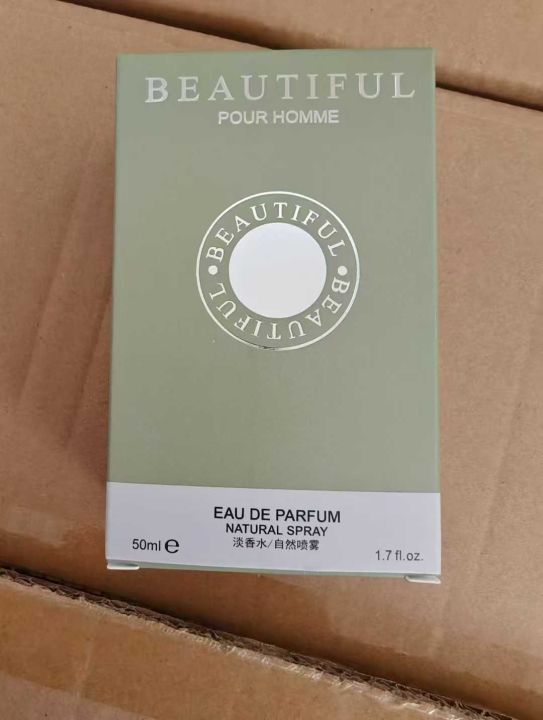 BEAUTIFUL
POUR HOMME
BEAUTIFUL • BEAUTIFUL • BEAUTIFUL
EAU DE PARFUM
NATURAL SPRAY
淡香水/自然喷雾
50ml ℮
1.7 fl.oz.